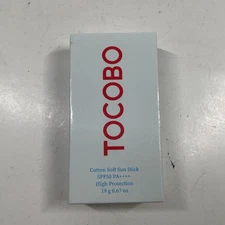 TOCOBO
Cotton Soft Sun Stick
SPF50 PA++++
High Protection
19 g 0.67 oz